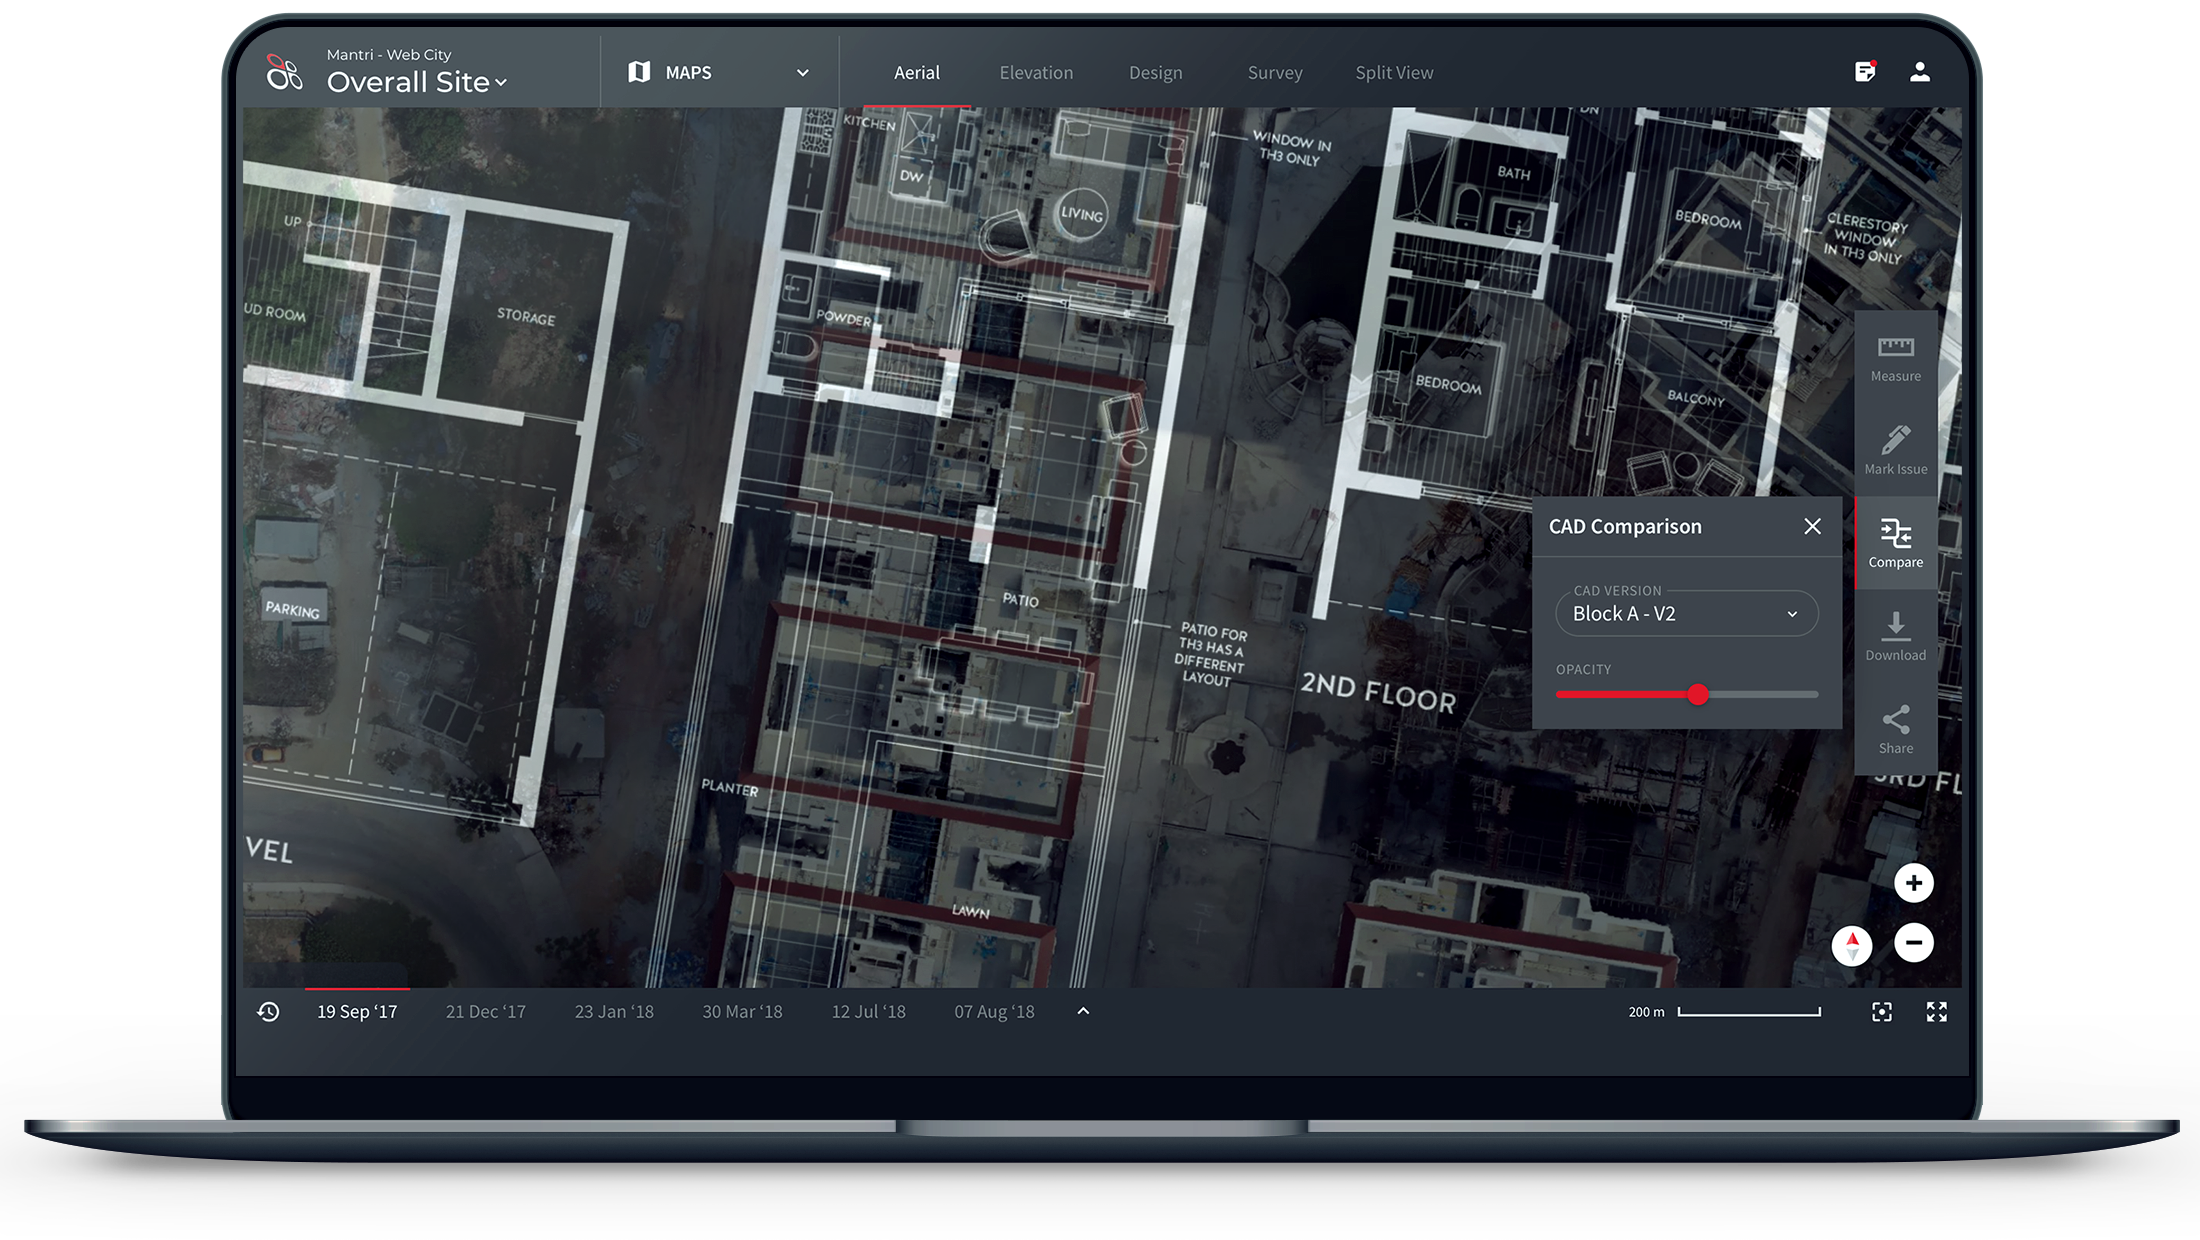 Mantri - Web City
Overall Site
MAPS
Aerial
Elevation
Design
Survey
Split View
KITCHEN
DW
LIVING
WINDOW IN
TH3 ONLY
BATH
DN
BEDROOM
CLERESTORY
WINDOW
IN TH3 ONLY
UP
UD ROOM
STORAGE
POWDER
BEDROOM
BALCONY
Measure
Mark Issue
Compare
Download
Share
CAD Comparison
CAD VERSION
Block A - V2
OPACITY
PARKING
PATIO
PATIO FOR
TH3 HAS A
DIFFERENT
LAYOUT
2ND FLOOR
3RD FL
PLANTER
VEL
LAWN
19 Sep ‘17
21 Dec ‘17
23 Jan ‘18
30 Mar ‘18
12 Jul ‘18
07 Aug ‘18
200 m